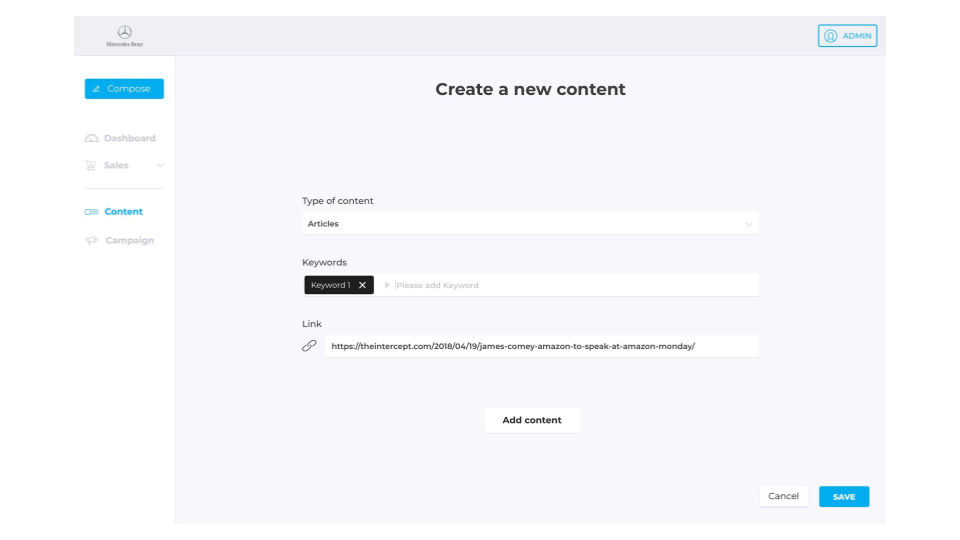 Mercedes-Benz
ADMIN
Compose
Create a new content
Dashboard
Sales
Type of content
Content
Articles
Campaign
Keywords
Keyword 1 Please add Keyword
Link
https://theintercept.com/2018/04/19/james-comey-amazon-to-speak-at-amazon-monday/
Add content
Cancel SAVE